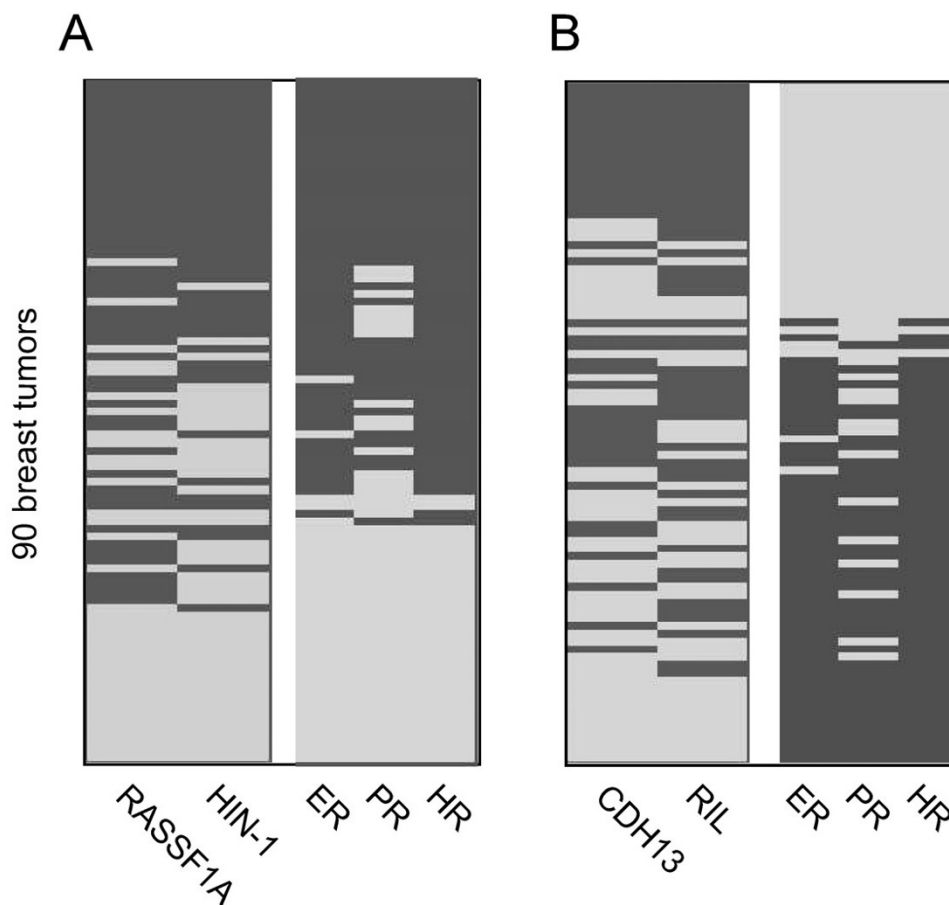 A
B
90 breast tumors
RASSF1A
HIN-1
ER
PR
HR
CDH13
RIL
ER
PR
HR